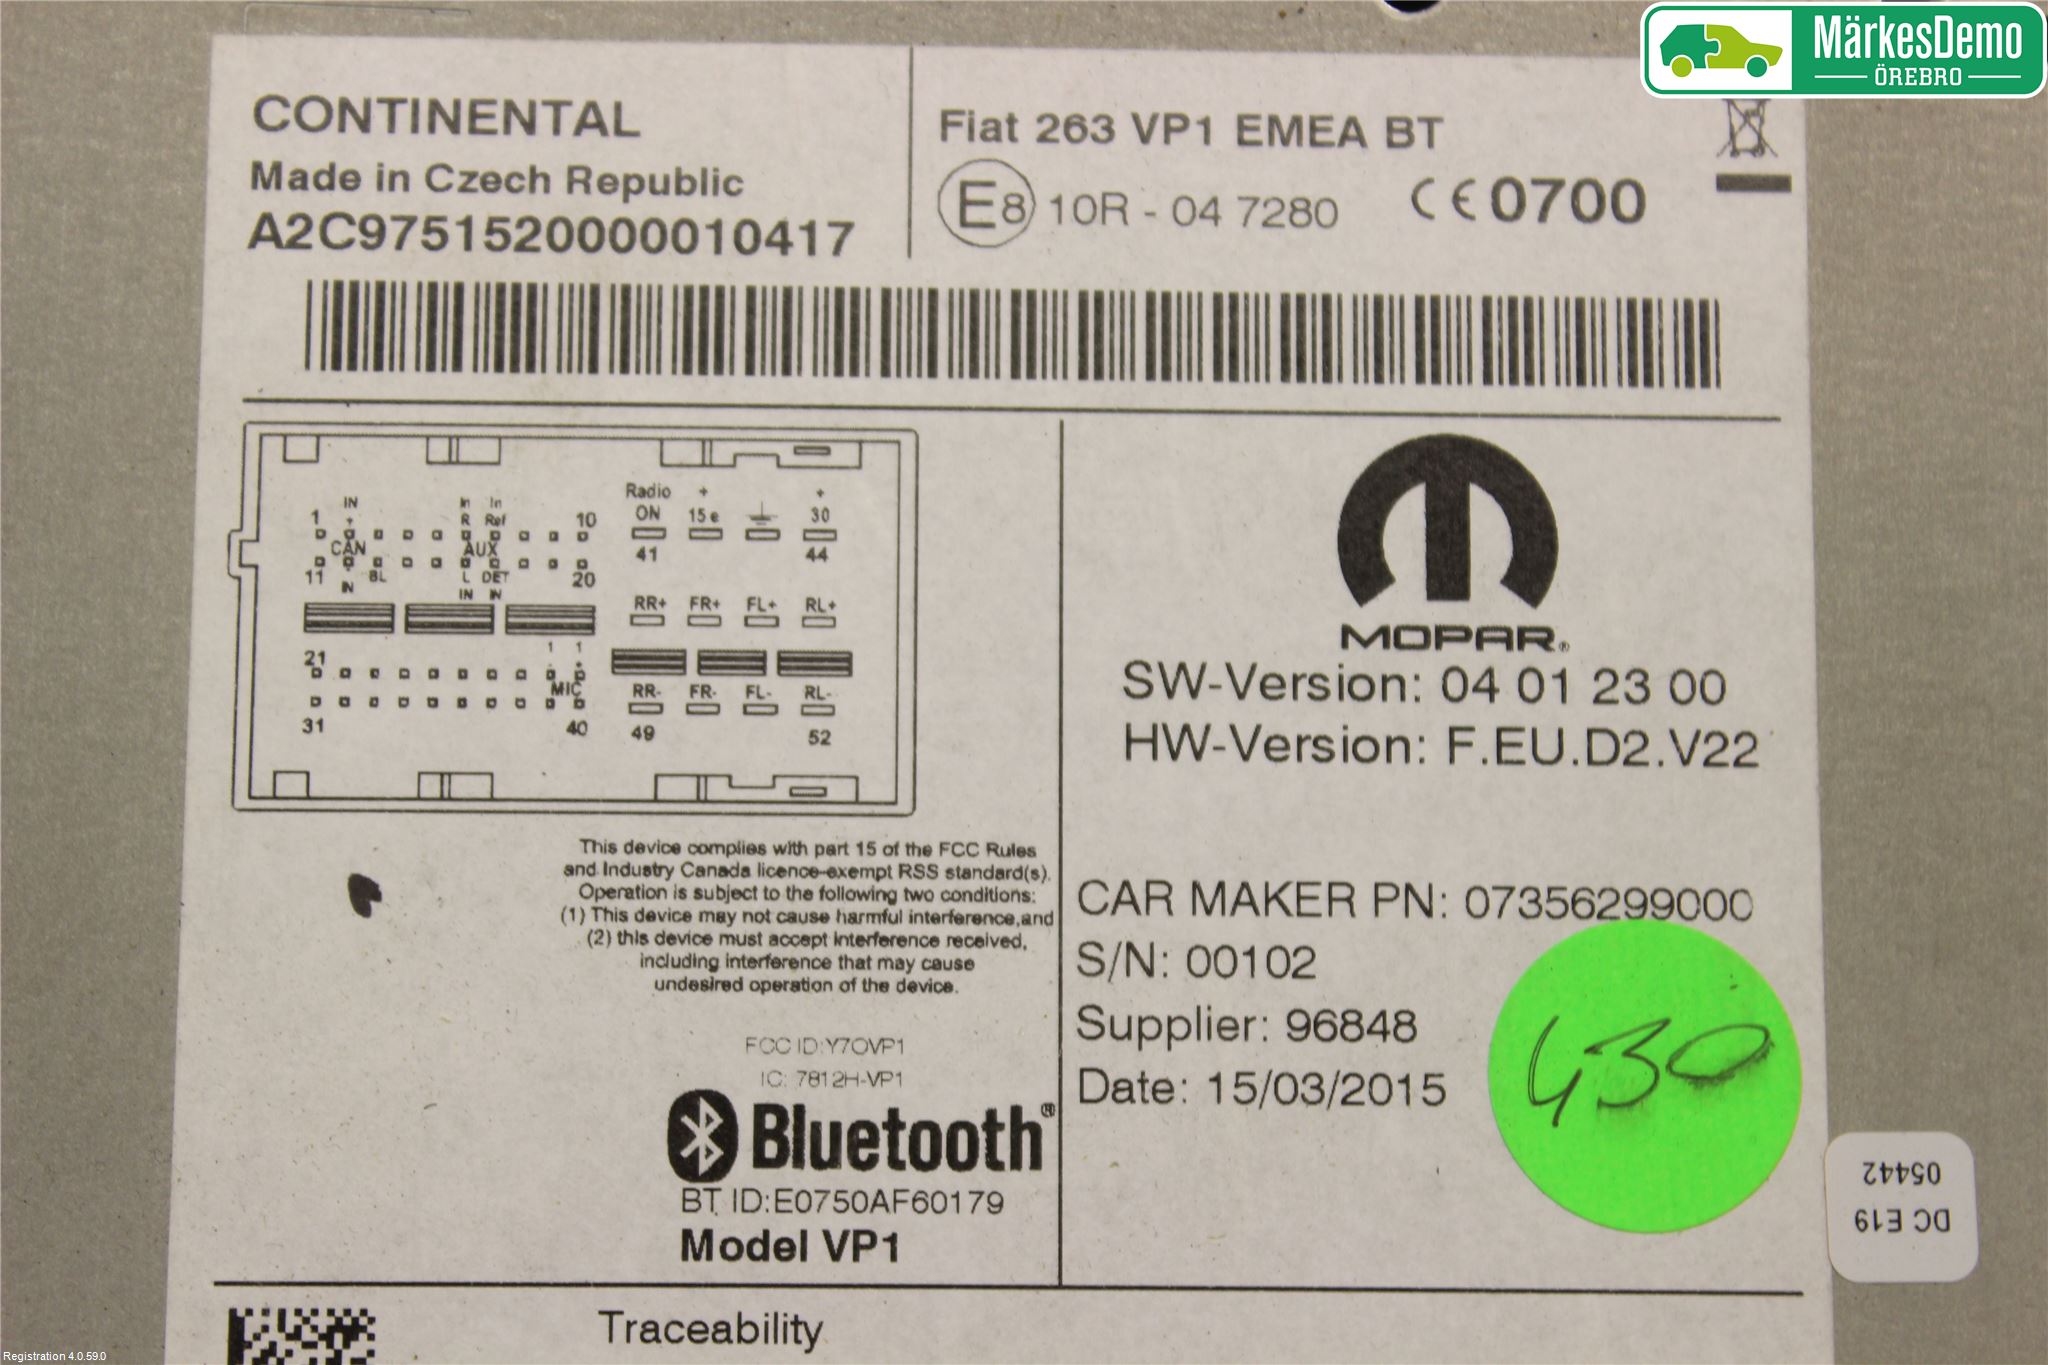 MärkesDemo
ÖREBRO
CONTINENTAL
Made in Czech Republic
A2C9751520000010417
Fiat 263 VP1 EMEA BT
E8 10R - 04 7280
CE0700
IN
+
In
R
In
Ref
1
10
CAN
AUX
11
BL
L
DET
20
IN
IN
IN
Radio
ON
+
15e
+
30
41
44
RR+ FR+ FL+ RL+
21
1 1
+
MIC
31
40
RR- FR- FL- RL-
49
52
MOPAR®
SW-Version: 04 01 23 00
HW-Version: F.EU.D2.V22
This device complies with part 15 of the FCC Rules
and Industry Canada licence-exempt RSS standard(s).
Operation is subject to the following two conditions:
(1) This device may not cause harmful interference,and
(2) this device must accept interference received,
including interference that may cause
undesired operation of the device.
FCC ID:Y7OVP1
IC: 7812H-VP1
Bluetooth®
BT ID:E0750AF60179
Model VP1
CAR MAKER PN: 07356299000
S/N: 00102
Supplier: 96848
Date: 15/03/2015
430
DC E19
05442
Traceability
Registration 4.0.59.0